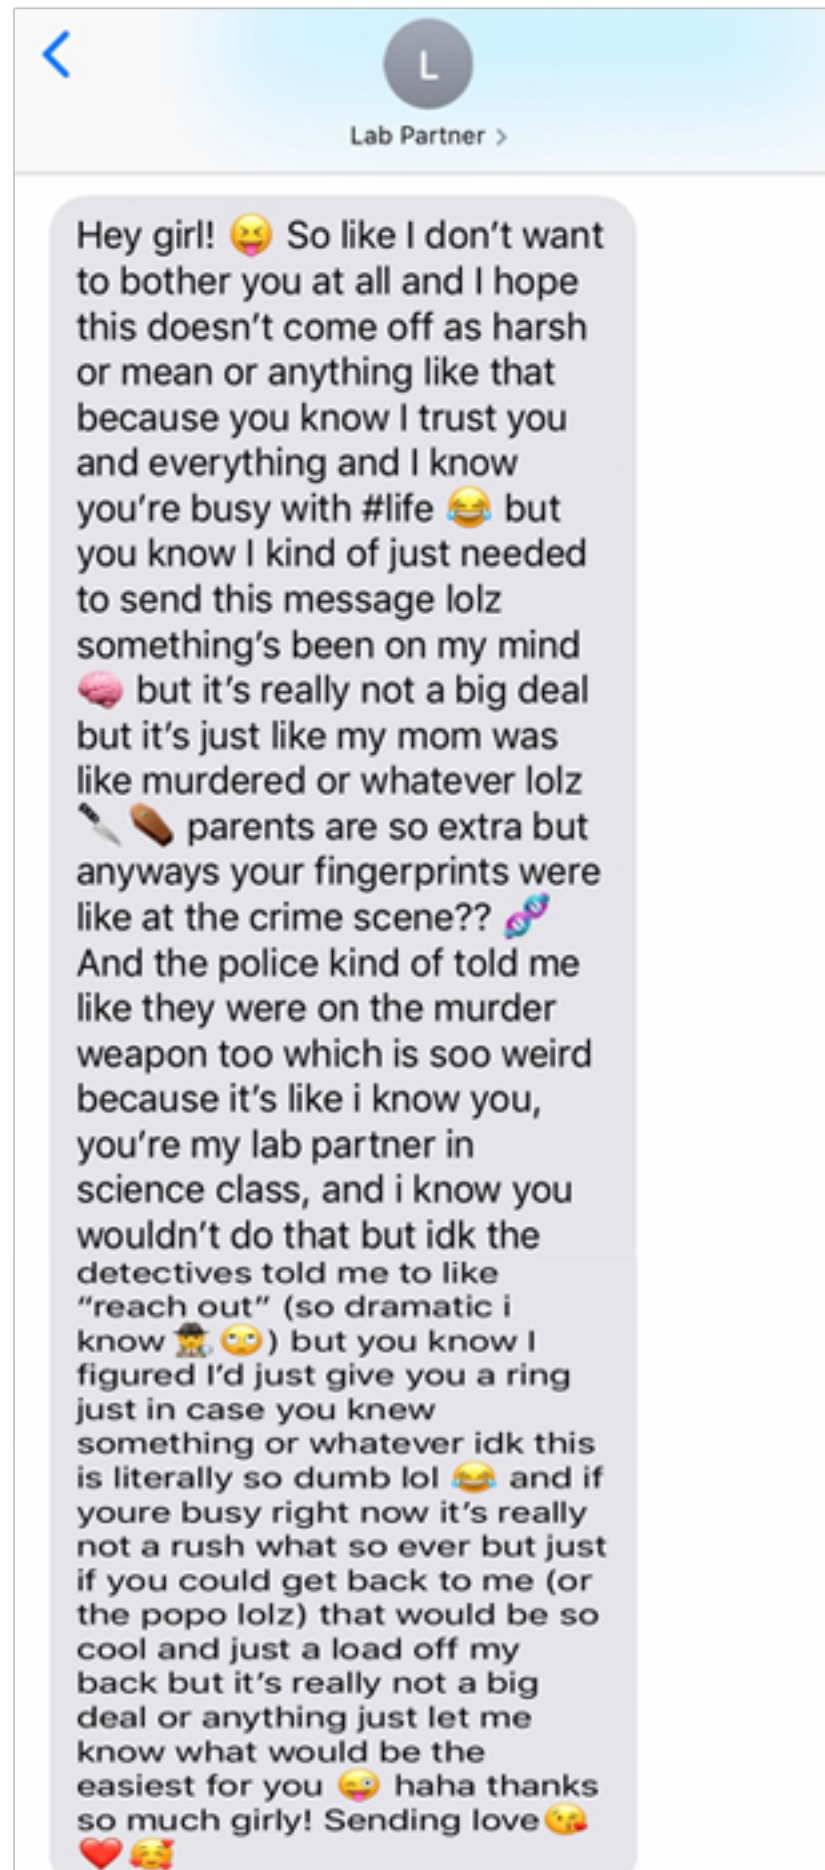 L
Lab Partner >
Hey girl! 😝 So like I don’t want
to bother you at all and I hope
this doesn’t come off as harsh
or mean or anything like that
because you know I trust you
and everything and I know
you’re busy with #life 😂 but
you know I kind of just needed
to send this message lolz
something’s been on my mind
🧠 but it’s really not a big deal
but it’s just like my mom was
like murdered or whatever lolz
🔪⚰️ parents are so extra but
anyways your fingerprints were
like at the crime scene?? 🧬
And the police kind of told me
like they were on the murder
weapon too which is soo weird
because it’s like i know you,
you’re my lab partner in
science class, and i know you
wouldn’t do that but idk the
detectives told me to like
“reach out” (so dramatic i
know 🕵️🙄) but you know I
figured I’d just give you a ring
just in case you knew
something or whatever idk this
is literally so dumb lol 😂 and if
youre busy right now it’s really
not a rush what so ever but just
if you could get back to me (or
the popo lolz) that would be so
cool and just a load off my
back but it’s really not a big
deal or anything just let me
know what would be the
easiest for you 😜 haha thanks
so much girly! Sending love😘
❤️🥰